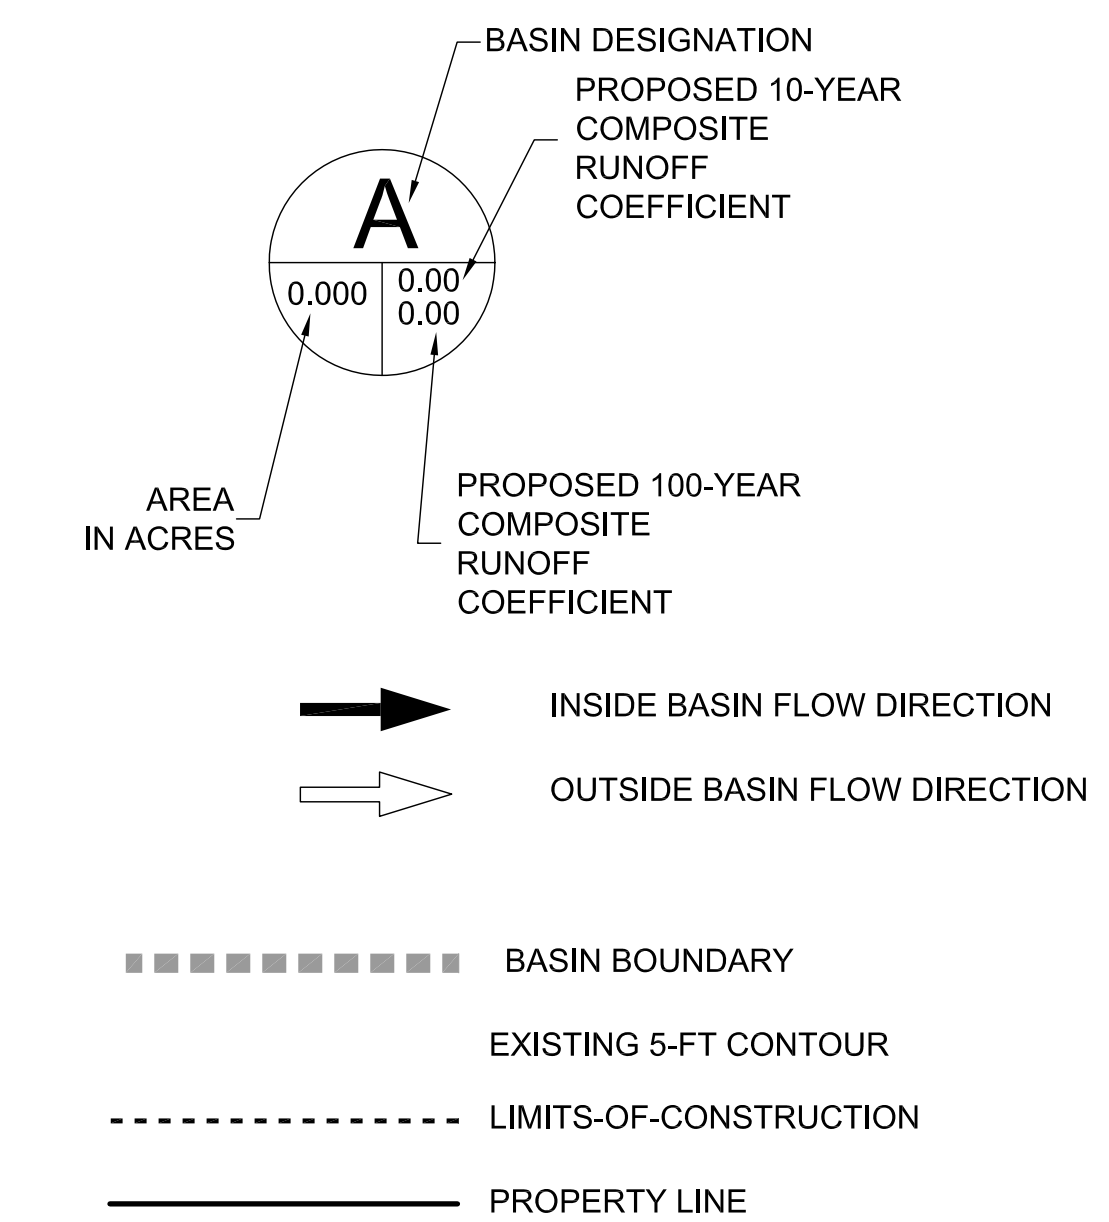 BASIN DESIGNATION
PROPOSED 10-YEAR
COMPOSITE
RUNOFF
COEFFICIENT
A
0.000
0.00
0.00
AREA
IN ACRES
PROPOSED 100-YEAR
COMPOSITE
RUNOFF
COEFFICIENT
INSIDE BASIN FLOW DIRECTION
OUTSIDE BASIN FLOW DIRECTION
BASIN BOUNDARY
EXISTING 5-FT CONTOUR
LIMITS-OF-CONSTRUCTION
PROPERTY LINE